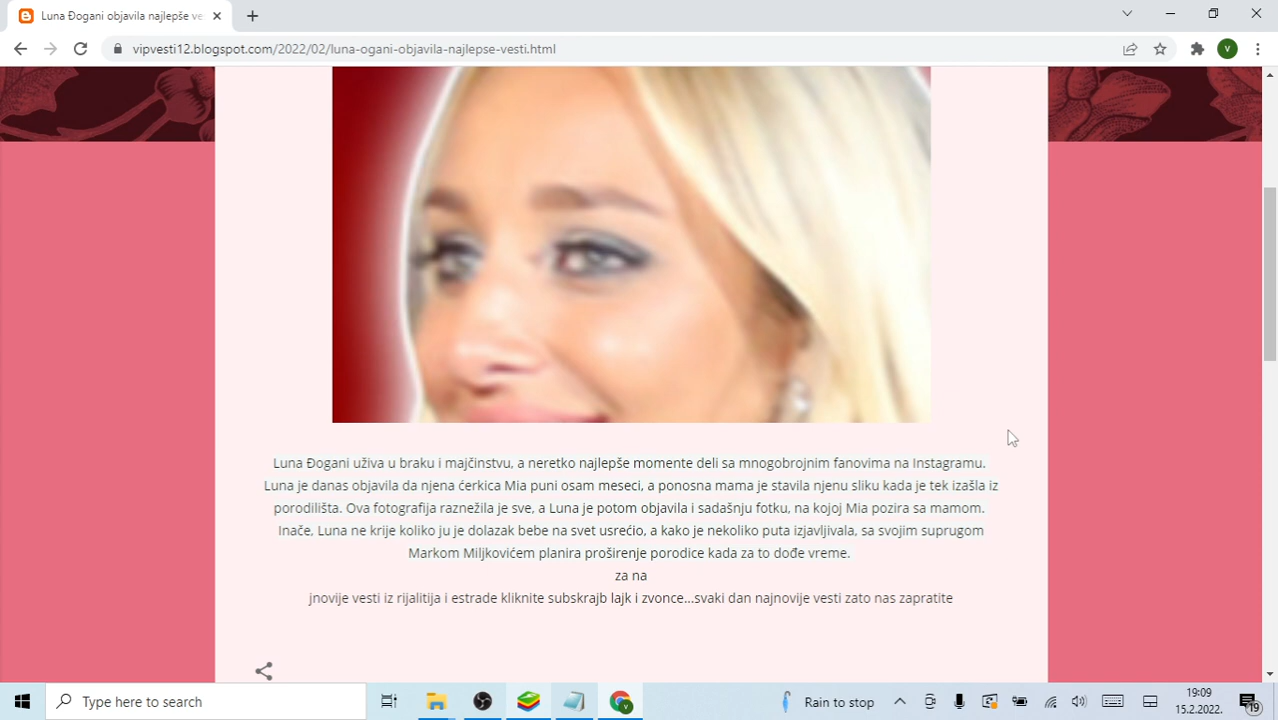 Luna Đogani objavila najlepše ve
vipvesti12.blogspot.com/2022/02/luna-ogani-objavila-najlepse-vesti.html
V
Luna Đogani uživa u braku i majčinstvu, a neretko najlepše momente deli sa mnogobrojnim fanovima na Instagramu.
Luna je danas objavila da njena ćerkica Mia puni osam meseci, a ponosna mama je stavila njenu sliku kada je tek izašla iz
porodilišta. Ova fotografija raznežila je sve, a Luna je potom objavila i sadašnju fotku, na kojoj Mia pozira sa mamom.
Inače, Luna ne krije koliko ju je dolazak bebe na svet usrećio, a kako je nekoliko puta izjavljivala, sa svojim suprugom
Markom Miljkovićem planira proširenje porodice kada za to dođe vreme.
za na
jnovije vesti iz rijalitija i estrade kliknite subskrajb lajk i zvonce...svaki dan najnovije vesti zato nas zapratite
Type here to search
V
Rain to stop
19:09
15.2.2022.
19